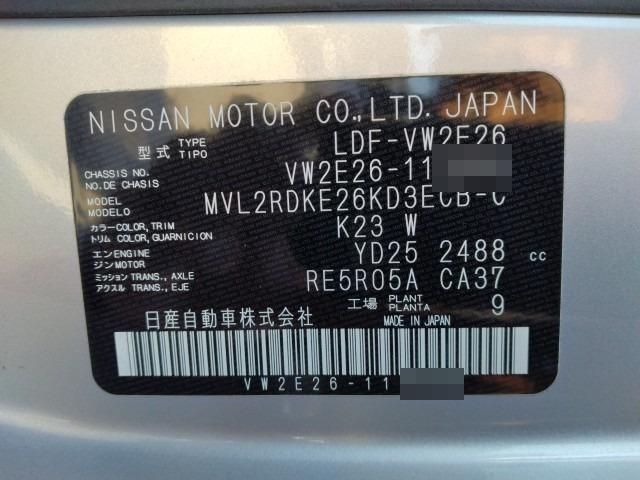 NISSAN MOTOR CO.,LTD. JAPAN
型式 TYPE TIPO LDF-VW2E26
CHASSIS NO. NO. DE CHASIS VW2E26-11
MODEL MODELO MVL2RDKE26KD3ECB-C
カラー COLOR, TRIM トリム COLOR, GUARNICION K23 W
エンジン ENGINE MOTOR YD25 2488 cc
ミッション TRANS., AXLE アクスル TRANS., EJE RE5R05A CA37
工場 PLANT PLANTA 9
日産自動車株式会社 MADE IN JAPAN
VW2E26-11